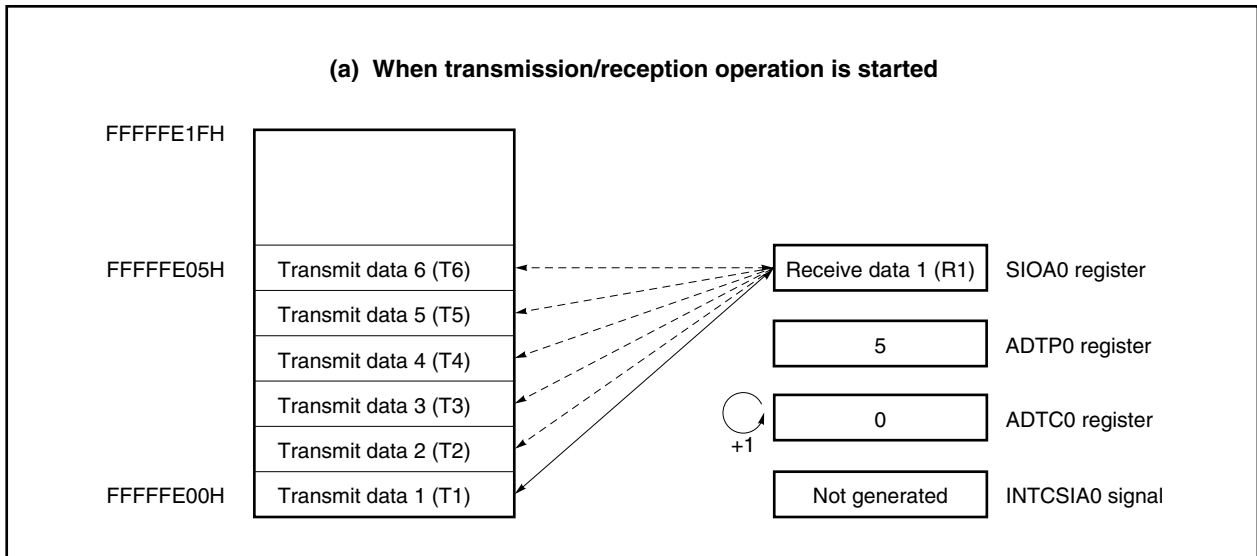 (a) When transmission/reception operation is started
FFFFFE1FH
FFFFFE05H
Transmit data 6 (T6)
Receive data 1 (R1)
SIOA0 register
Transmit data 5 (T5)
5
ADTP0 register
Transmit data 4 (T4)
Transmit data 3 (T3)
0
ADTC0 register
+1
Transmit data 2 (T2)
FFFFFE00H
Transmit data 1 (T1)
Not generated
INTCSIA0 signal